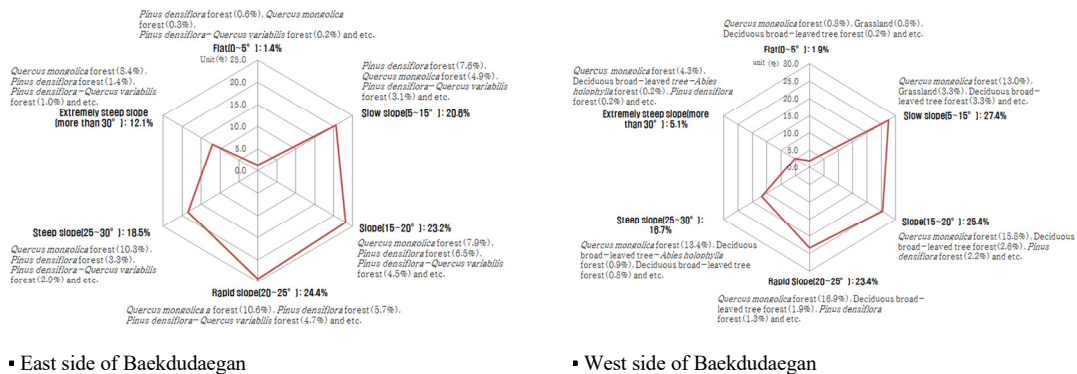 Pinus densiflora forest (0.6%). Quercus mongolica
forest (0.3%).
Pinus densiflora-Quercus variabilis forest (0.2%) and etc.
Flat(0~5°): 1.4%
Unit (%)
25.0
20.0
15.0
10.0
5.0
0.0
Pinus densiflora forest (7.6%).
Quercus mongolica forest (4.9%).
Pinus densiflora-Quercus variabilis
forest (3.1%) and etc.
Slow slope(5~15°): 20.6%
Slope(15~20°): 23.2%
Quercus mongolica forest (7.9%).
Pinus densiflora forest (6.5%).
Pinus densiflora-Quercus variabilis
forest (4.5%) and etc.
Rapid slope(20~25°): 24.4%
Quercus mongolica a forest (10.6%). Pinus densiflora forest (5.7%).
Pinus densiflora-Quercus variabilis forest (4.7%) and etc.
Steep slope(25~30°): 18.5%
Quercus mongolica forest (10.3%).
Pinus densiflora forest (3.3%).
Pinus densiflora-Quercus variabilis
forest (2.0%) and etc.
Quercus mongolica forest (8.4%).
Pinus densiflora forest (1.4%).
Pinus densiflora-Quercus variabilis
forest (1.0%) and etc.
Extremely steep slope
(more than 30°): 12.1%
▪ East side of Baekdudaegan
Quercus mongolica forest (0.8%). Grassland (0.8%).
Deciduous broad-leaved tree forest (0.2%) and etc.
Flat(0~5°): 1.9%
unit (%)
30.0
25.0
20.0
15.0
10.0
5.0
0.0
Quercus mongolica forest (13.0%).
Grassland (3.3%). Deciduous broad-
leaved tree forest (3.3%) and etc.
Slow slope(5~15°): 27.4%
Slope(15~20°): 25.4%
Quercus mongolica forest (15.8%). Deciduous
broad-leaved tree forest (2.6%). Pinus
densiflora forest (2.2%) and etc.
Rapid Slope(20~25°): 23.4%
Quercus mongolica forest (16.9%). Deciduous broad-
leaved tree forest (1.9%). Pinus densiflora
forest (1.3%) and etc.
Steep slope(25~30°):
16.7%
Quercus mongolica forest (13.4%). Deciduous
broad-leaved tree-Abies holophylla
forest (0.9%). Deciduous broad-leaved tree
forest (0.8%) and etc.
Quercus mongolica forest (4.3%).
Deciduous broad-leaved tree-Abies
holophylla forest (0.2%). Pinus densiflora
forest (0.2%) and etc.
Extremely steep slope(more
than 30°): 5.1%
▪ West side of Baekdudaegan